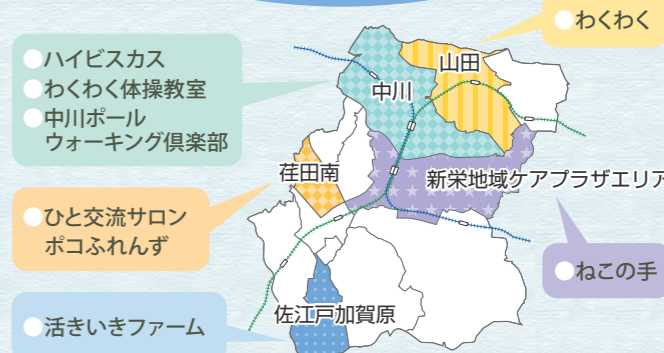 ●わくわく
●ハイビスカス
●わくわく体操教室
●中川ポール
ウォーキング倶楽部
山田
中川
荏田南
新栄地域ケアプラザエリア
●ひと交流サロン
ポコふれんず
●ねこの手
佐江戸加賀原
●活きいきファーム